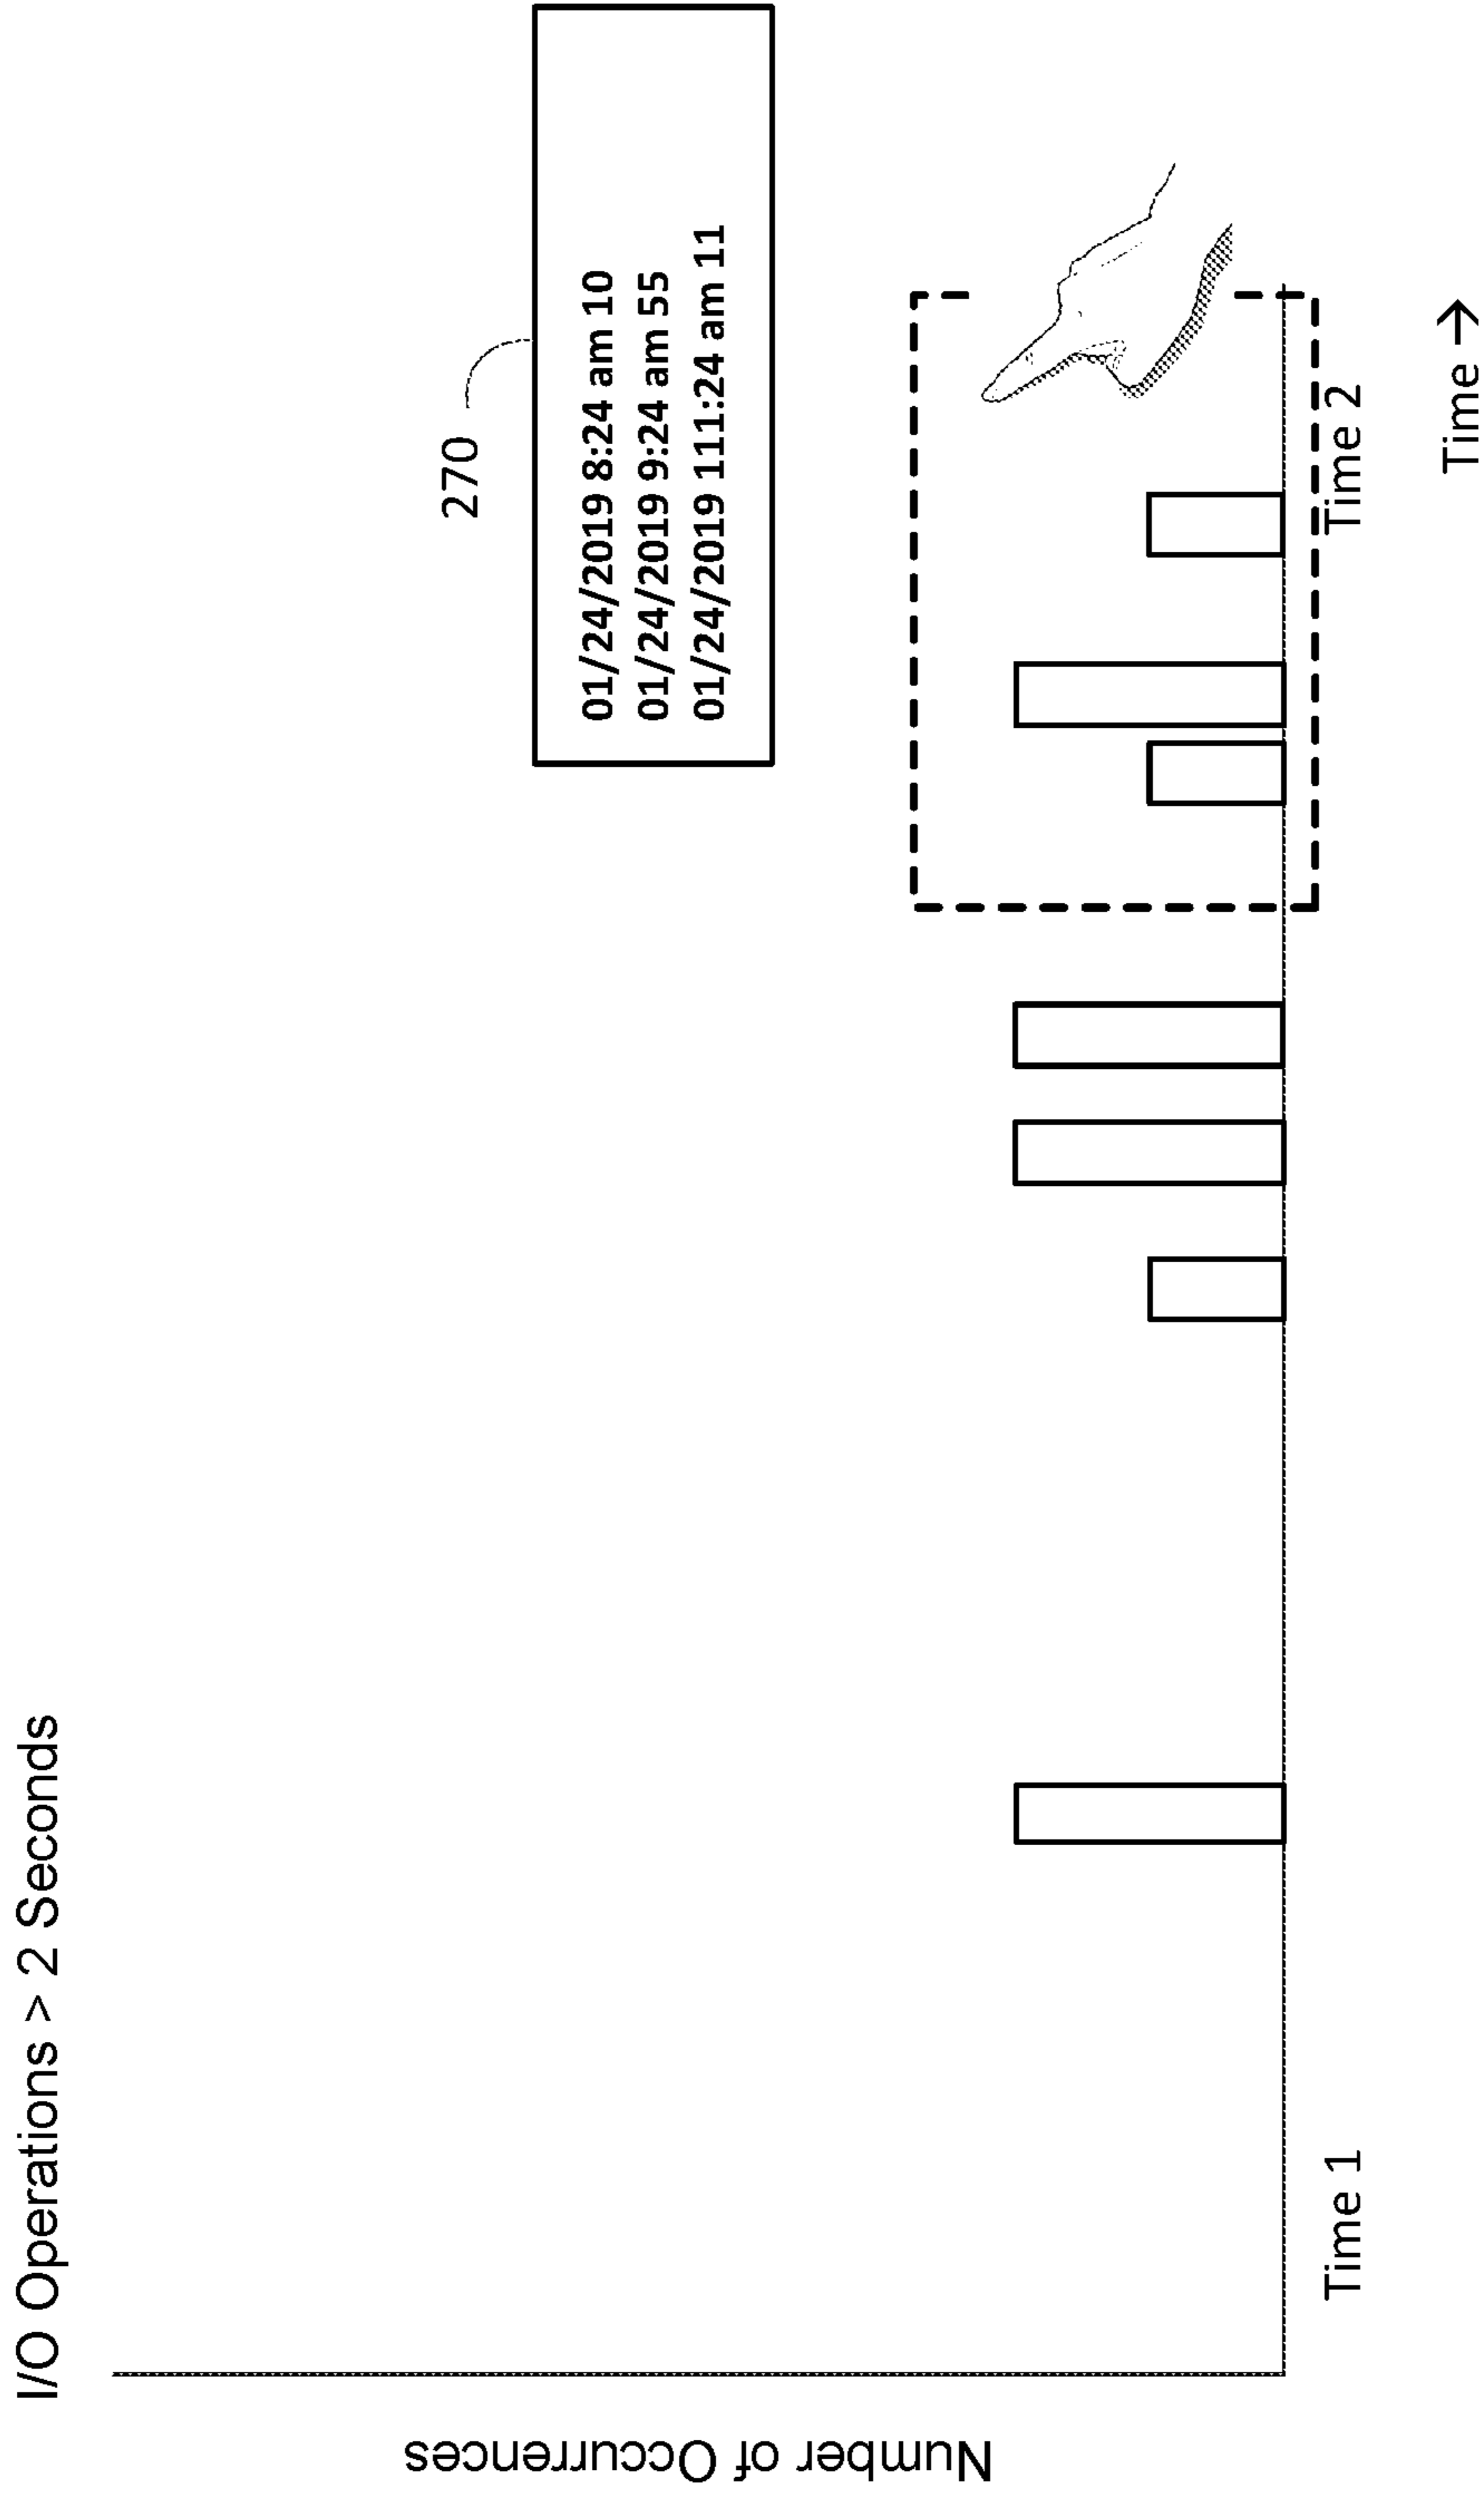 I/O Operations > 2 Seconds
Number of Occurrences
270
01/24/2019 8:24 am 10
01/24/2019 9:24 am 55
01/24/2019 111:24 am 11
Time 1
Time 2
Time →